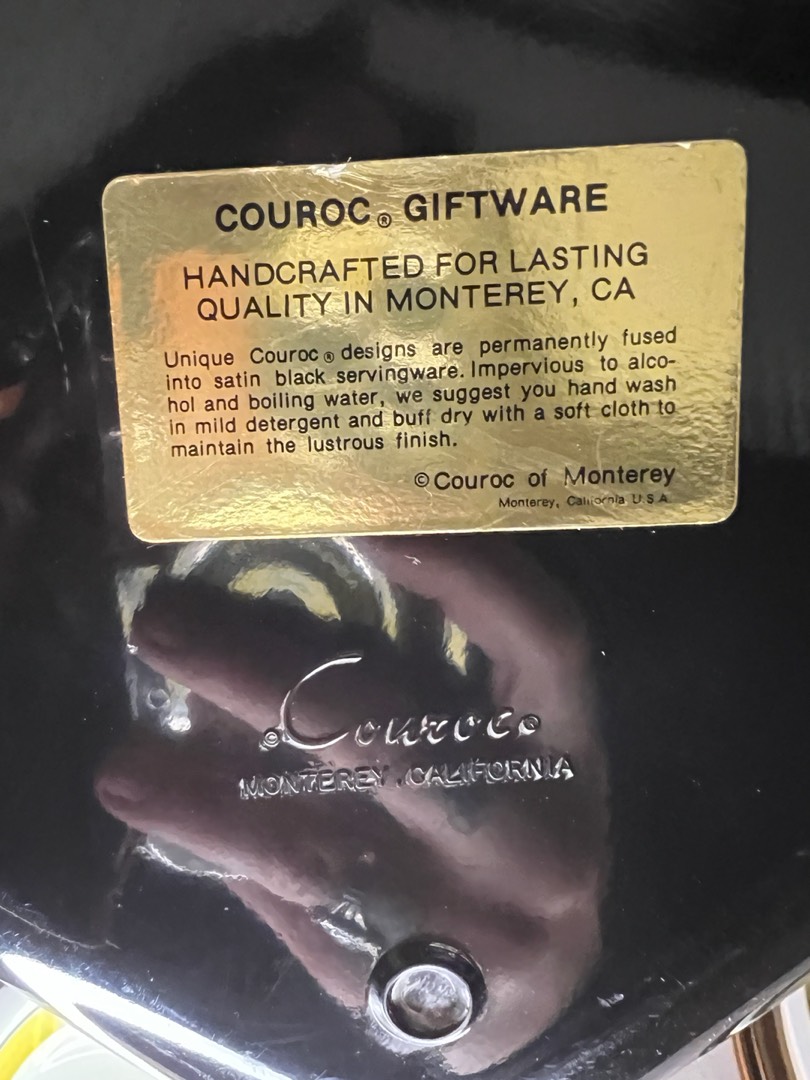 COUROC® GIFTWARE
HANDCRAFTED FOR LASTING
QUALITY IN MONTEREY, CA
Unique Couroc® designs are permanently fused
into satin black servingware. Impervious to alco-
hol and boiling water, we suggest you hand wash
in mild detergent and buff dry with a soft cloth to
maintain the lustrous finish.
©Couroc of Monterey
Monterey, California U.S.A.
©Couroc®
MONTEREY, CALIFORNIA